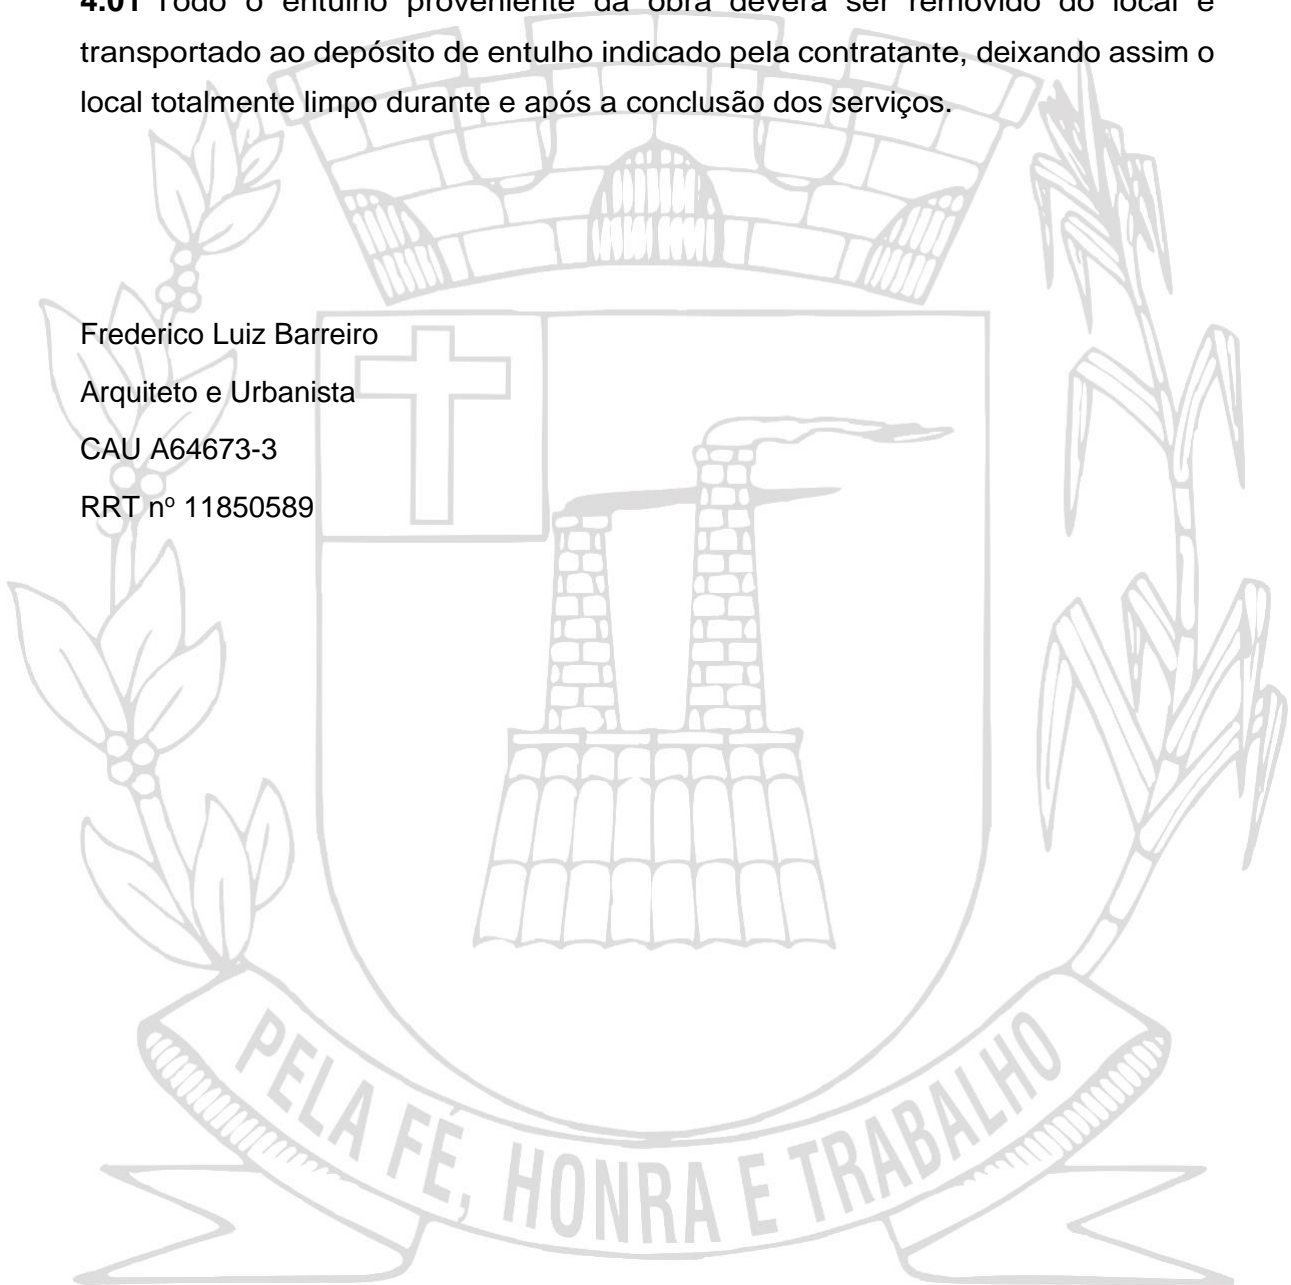 4.01 Todo o entulho proveniente da obra deverá ser removido do local e
transportado ao depósito de entulho indicado pela contratante, deixando assim o
local totalmente limpo durante e após a conclusão dos serviços.
Frederico Luiz Barreiro
Arquiteto e Urbanista
CAU A64673-3
RRT nº 11850589
PELA FÉ, HONRA E TRABALHO